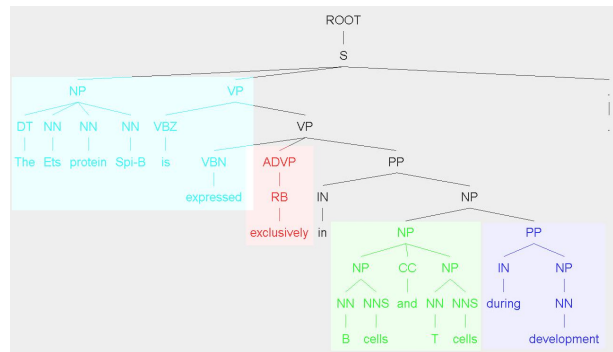 ROOT
S
NP VP .
DT NN NN NN VBZ VP
The Ets protein Spi-B is VBN ADVP PP .
expressed RB IN NP
exclusively in NP PP
NP CC NP IN NP
NN NNS and NN NNS during NN
B cells T cells development